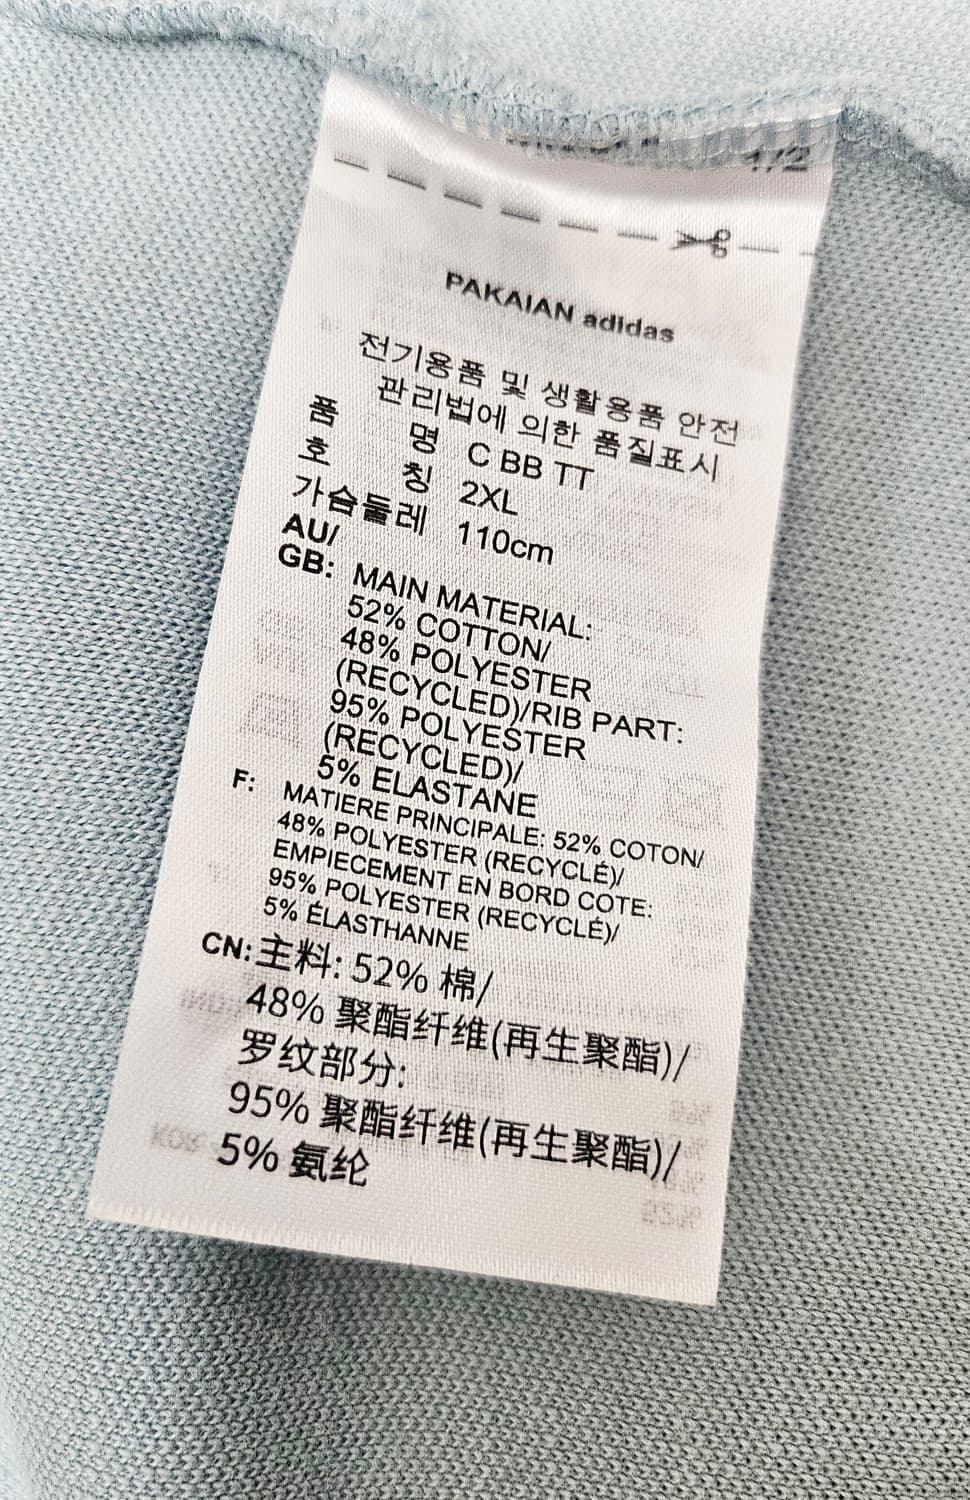 1/2
PAKAIAN adidas
전기용품 및 생활용품 안전
관리법에 의한 품질표시
품 명 C BB TT
호 칭 2XL
가슴둘레 110cm
AU/
GB: MAIN MATERIAL:
52% COTTON/
48% POLYESTER
(RECYCLED)/RIB PART:
95% POLYESTER
(RECYCLED)/
5% ELASTANE
F: MATIERE PRINCIPALE: 52% COTON/
48% POLYESTER (RECYCLÉ)/
EMPIECEMENT EN BORD COTE:
95% POLYESTER (RECYCLÉ)/
5% ÉLASTHANNE
CN: 主料: 52% 棉/
48% 聚酯纤维(再生聚酯)/
罗纹部分:
95% 聚酯纤维(再生聚酯)/
5% 氨纶